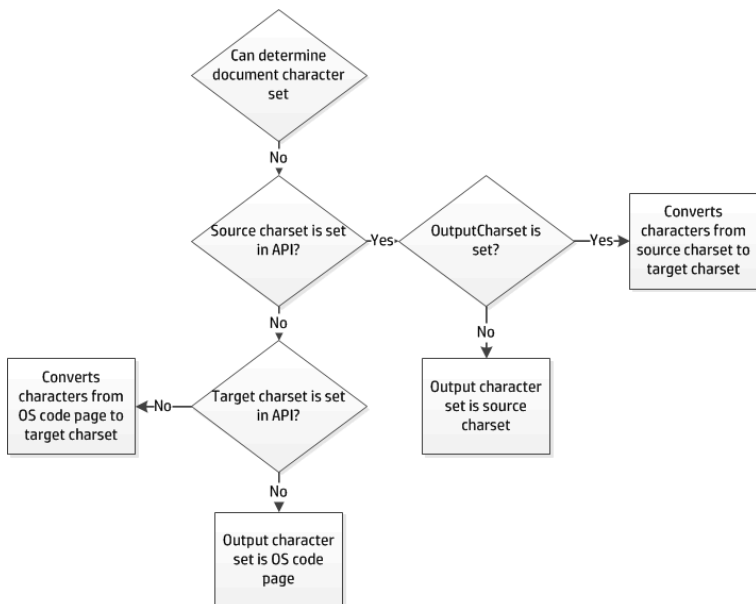 Can determine
document character
set
No
Source charset is set
in API?
Yes
OutputCharset is
set?
Yes
Converts
characters from
source charset to
target charset
No
No
Converts
characters from
OS code page to
target charset
No
Target charset is set
in API?
Output character
set is source
charset
No
Output character
set is OS code
page